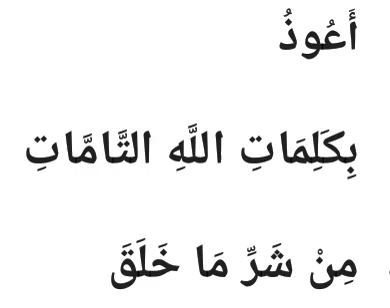 أَعُوذُ
بِكَلِمَاتِ اللَّهِ التَّامَّاتِ
مِنْ شَرِّ مَا خَلَقَ